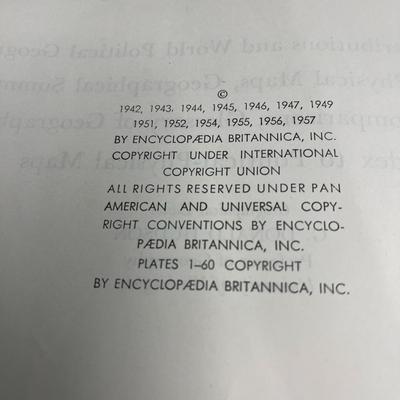 ©
1942, 1943, 1944, 1945, 1946, 1947, 1949
1951, 1952, 1954, 1955, 1956, 1957
BY ENCYCLOPÆDIA BRITANNICA, INC.
COPYRIGHT UNDER INTERNATIONAL
COPYRIGHT UNION
ALL RIGHTS RESERVED UNDER PAN
AMERICAN AND UNIVERSAL COPY-
RIGHT CONVENTIONS BY ENCYCLO-
PÆDIA BRITANNICA, INC.
PLATES 1–60 COPYRIGHT
BY ENCYCLOPÆDIA BRITANNICA, INC.